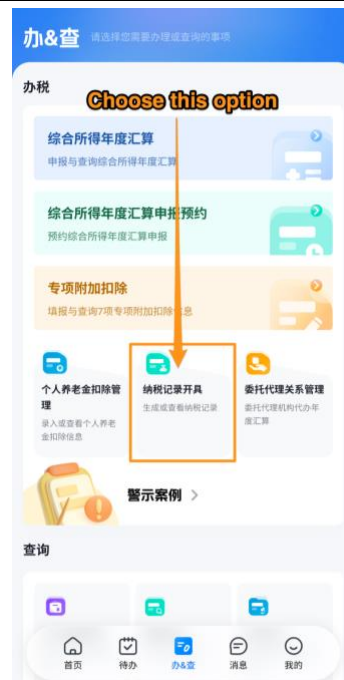 办&查 请选择您需要办理或查询的事项
办税
Choose this option
综合所得年度汇算
申报与查询综合所得年度汇算
综合所得年度汇算申报预约
预约综合所得年度汇算申报
专项附加扣除
填报与查询7项专项附加扣除信息
个人养老金扣除管理
录入或查看个人养老金扣除信息
纳税记录开具
生成或查看纳税记录
委托代理关系管理
委托代理机构代办年度汇算
警示案例
查询
首页 待办 办&查 消息 我的